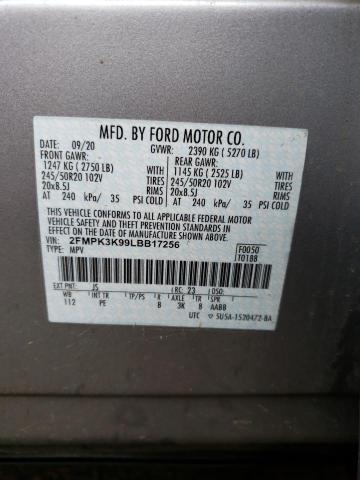 MFD. BY FORD MOTOR CO.
DATE: 09/20 GVWR: 2390 KG (5270 LB)
FRONT GAWR: REAR GAWR:
1247 KG (2750 LB) WITH 1145 KG (2525 LB) WITH
245/50R20 102V TIRES 245/50R20 102V TIRES
20x8.5J RIMS 20x8.5J RIMS
AT 240 kPa/ 35 PSI COLD AT 240 kPa/ 35 PSI COLD
THIS VEHICLE CONFORMS TO ALL APPLICABLE FEDERAL MOTOR
VEHICLE SAFETY AND THEFT PREVENTION STANDARDS IN
EFFECT ON THE DATE OF MANUFACTURE SHOWN ABOVE.
VIN: 2FMPK3K99LBB17256 F0050
TYPE: MPV T01BB
EXT PNT: JS RC: 23 DSO:
WB INT TR TP/PS R AXLE TR SPR
112 PE B 3K B AABB
UTC 5U5A-1520472-BA